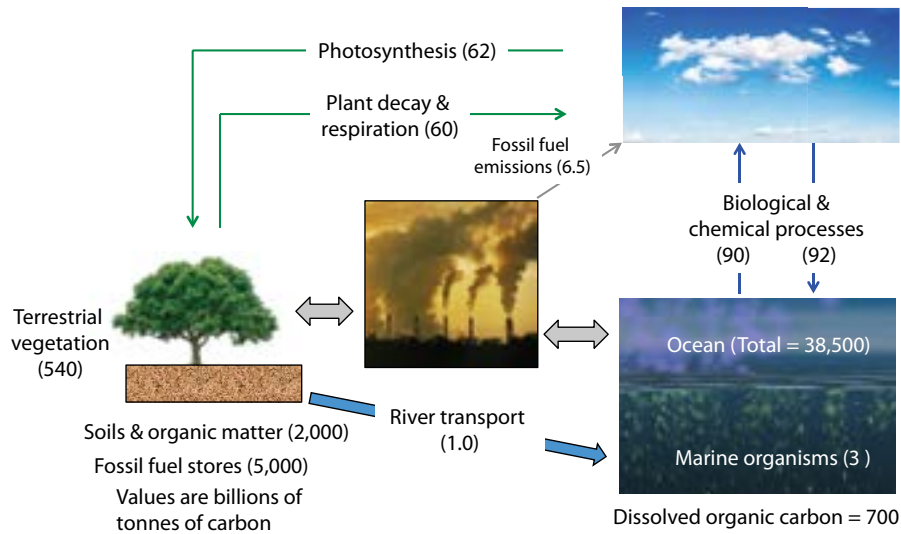 Photosynthesis (62)
Plant decay &
respiration (60)
Fossil fuel
emissions (6.5)
Biological &
chemical processes
(90) (92)
Terrestrial
vegetation
(540)
Ocean (Total = 38,500)
River transport
(1.0)
Soils & organic matter (2,000)
Fossil fuel stores (5,000)
Values are billions of
tonnes of carbon
Marine organisms (3 )
Dissolved organic carbon = 700